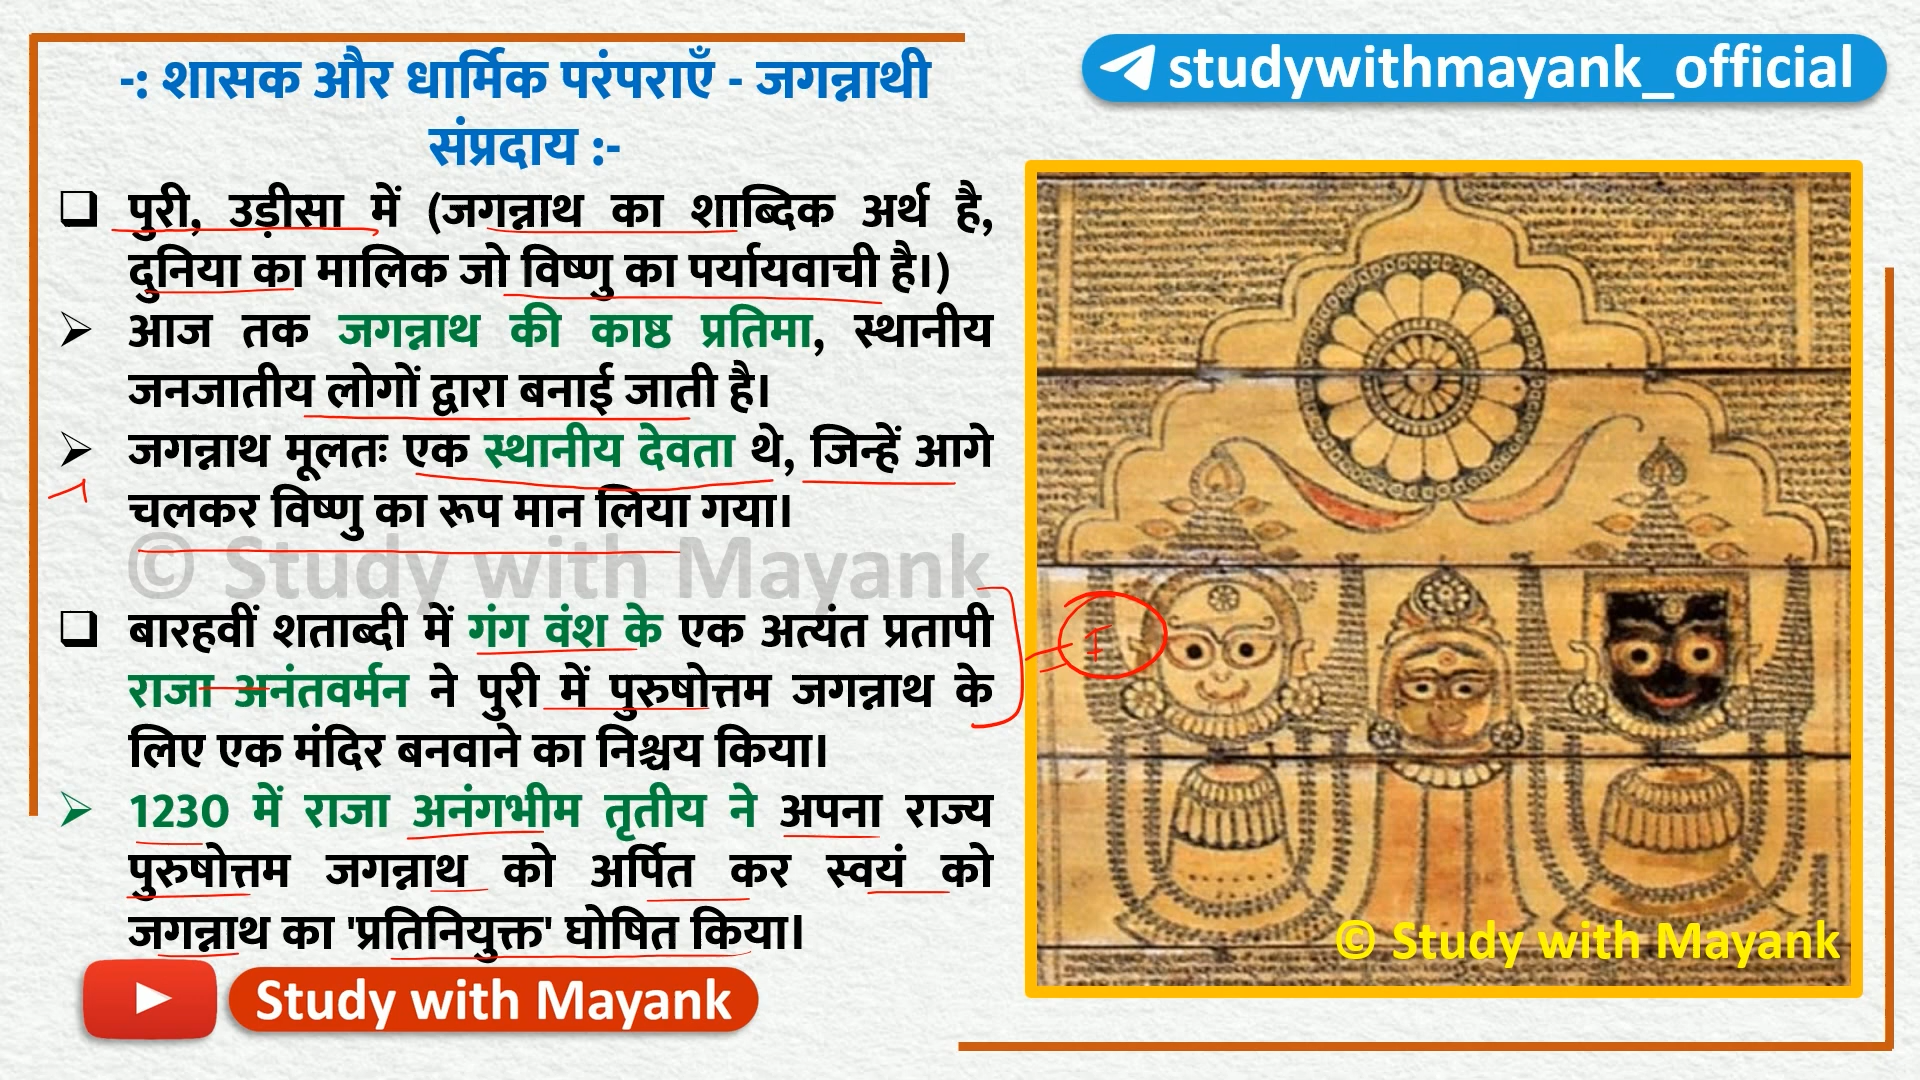 -: शासक और धार्मिक परंपराएँ - जगन्नाथी
संप्रदाय :-
studywithmayank_official
पुरी, उड़ीसा में (जगन्नाथ का शाब्दिक अर्थ है,
दुनिया का मालिक जो विष्णु का पर्यायवाची है।)
आज तक जगन्नाथ की काष्ठ प्रतिमा, स्थानीय
जनजातीय लोगों द्वारा बनाई जाती है।
जगन्नाथ मूलतः एक स्थानीय देवता थे, जिन्हें आगे
चलकर विष्णु का रूप मान लिया गया।
© Study with Mayank
बारहवीं शताब्दी में गंग वंश के एक अत्यंत प्रतापी
राजा अनंतवर्मन ने पुरी में पुरुषोत्तम जगन्नाथ के
लिए एक मंदिर बनवाने का निश्चय किया।
1230 में राजा अनंगभीम तृतीय ने अपना राज्य
पुरुषोत्तम जगन्नाथ को अर्पित कर स्वयं को
जगन्नाथ का 'प्रतिनियुक्त' घोषित किया।
© Study with Mayank
Study with Mayank